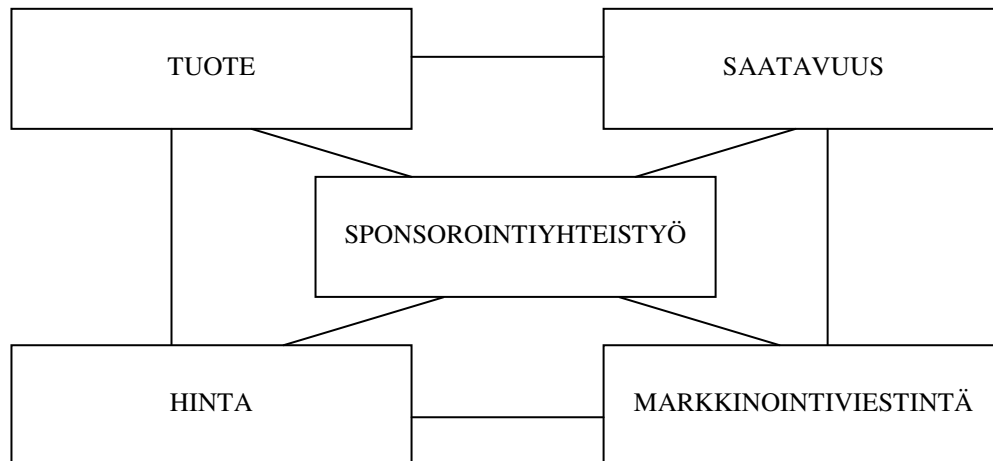 TUOTE
SAATAVUUS
SPONSOROINTIYHTEISTYÖ
HINTA
MARKKINOINTIVIESTINTÄ